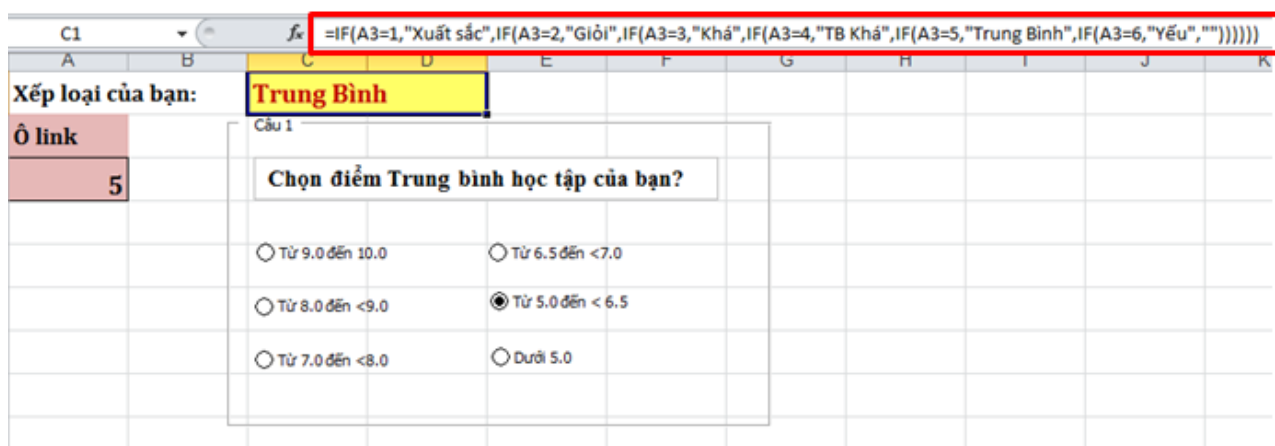 C1 fx =IF(A3=1,"Xuất sắc",IF(A3=2,"Giỏi",IF(A3=3,"Khá",IF(A3=4,"TB Khá",IF(A3=5,"Trung Bình",IF(A3=6,"Yếu",""))))))
A B C D E F G H I J K
Xếp loại của bạn: Trung Bình
Ô link Câu 1
5 Chọn điểm Trung bình học tập của bạn?
Từ 9.0 đến 10.0 Từ 6.5 đến <7.0
Từ 8.0 đến <9.0 Từ 5.0 đến < 6.5
Từ 7.0 đến <8.0 Dưới 5.0